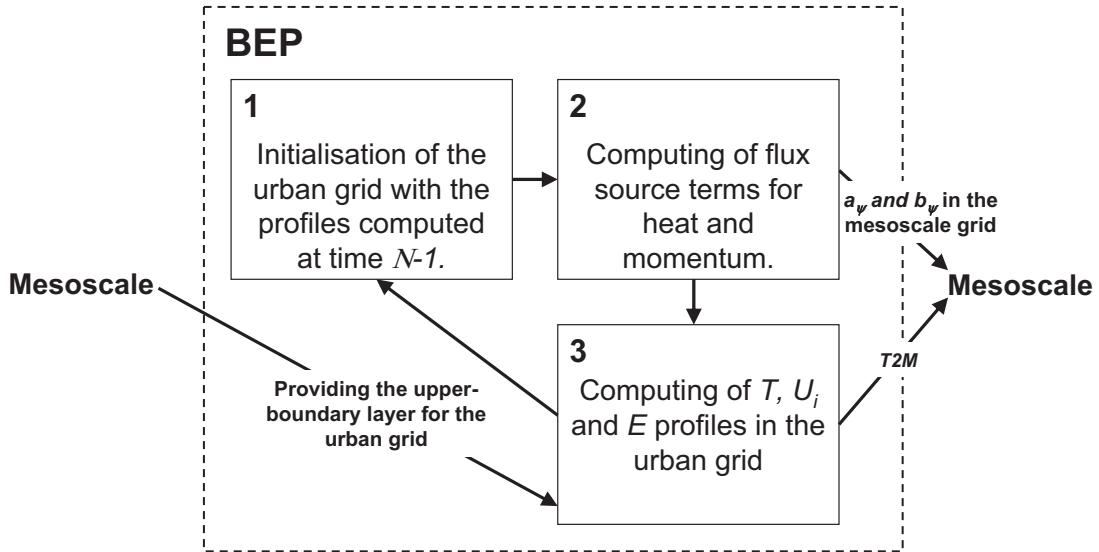 BEP
1
Initialisation of the
urban grid with the
profiles computed
at time N-1.
2
Computing of flux
source terms for
heat and
momentum.
aψ and bψ in the
mesoscale grid
Mesoscale
Mesoscale
Providing the upper-
boundary layer for the
urban grid
3
Computing of T, Ui
and E profiles in the
urban grid
T2M